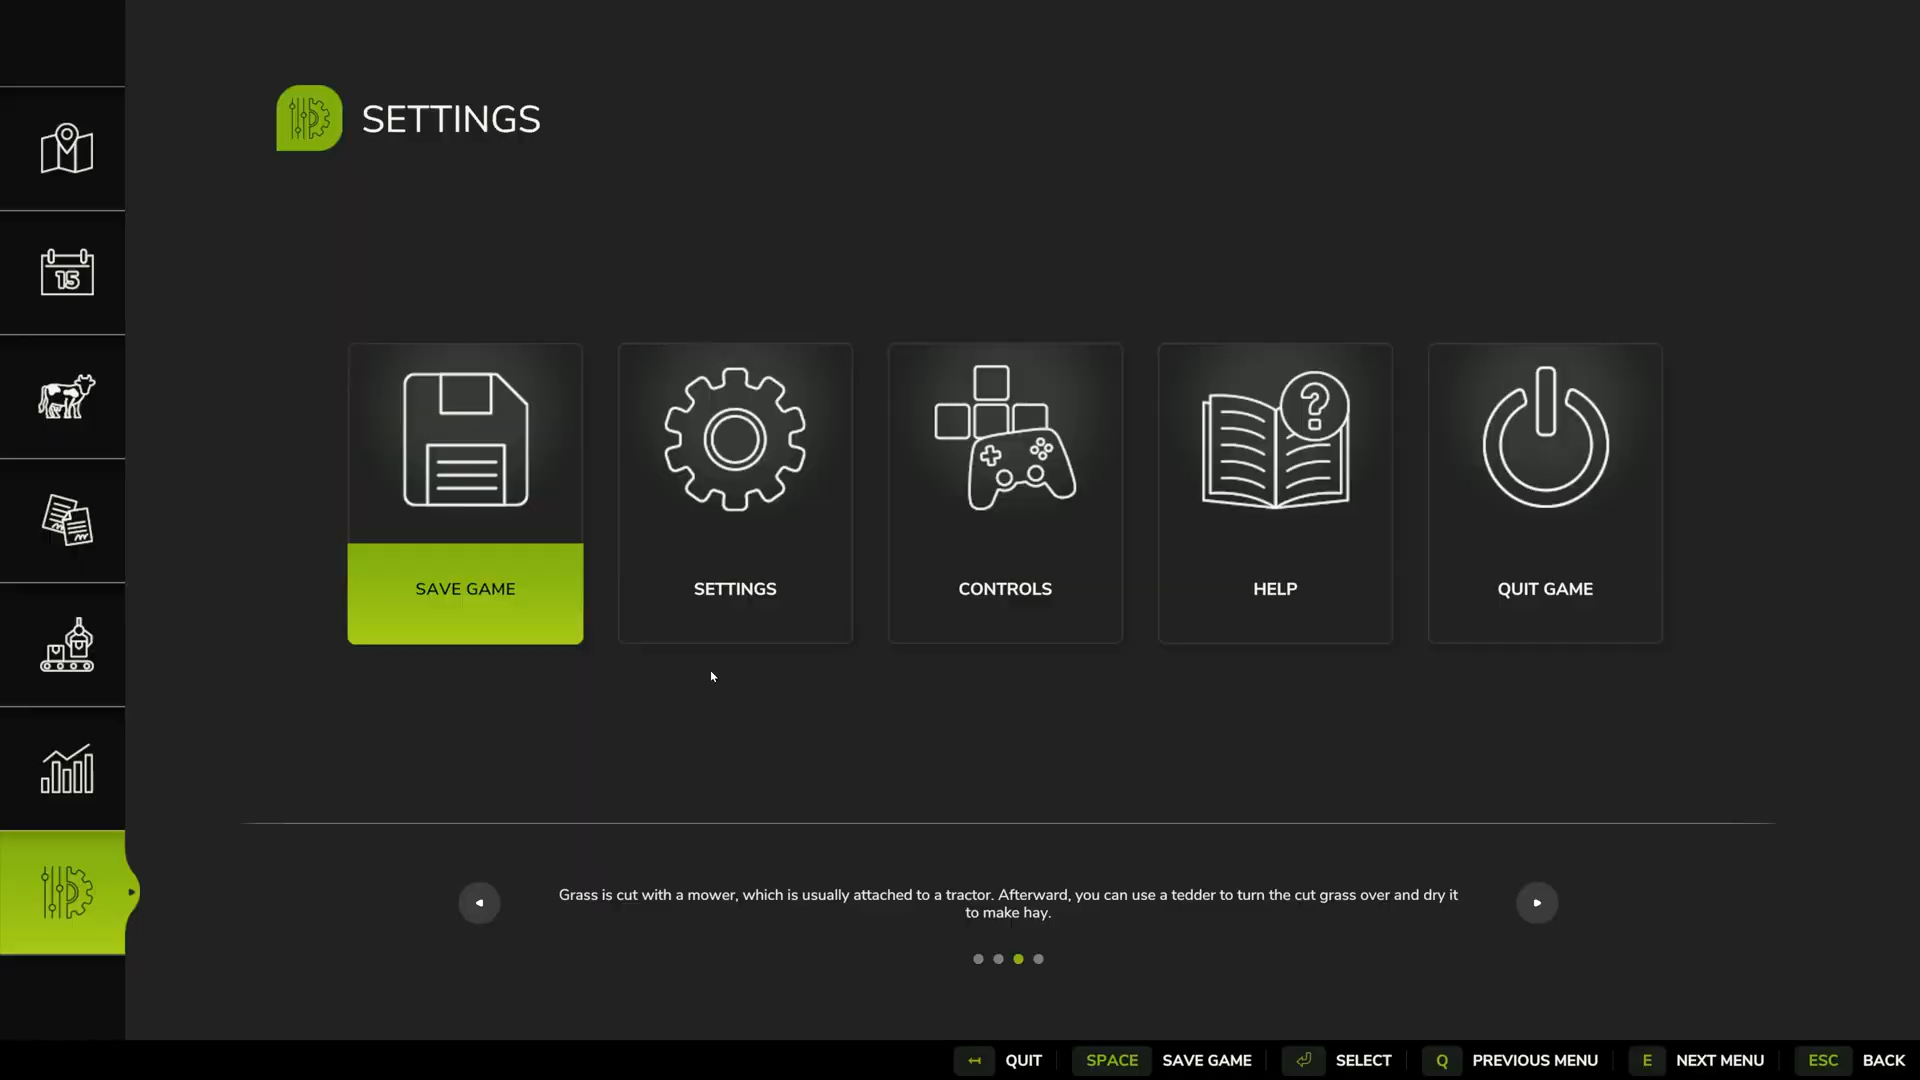 SETTINGS
15
SAVE GAME
SETTINGS
CONTROLS
HELP
QUIT GAME
Grass is cut with a mower, which is usually attached to a tractor. Afterward, you can use a tedder to turn the cut grass over and dry it
to make hay.
QUIT
SPACE SAVE GAME
SELECT
Q PREVIOUS MENU
E NEXT MENU
ESC BACK